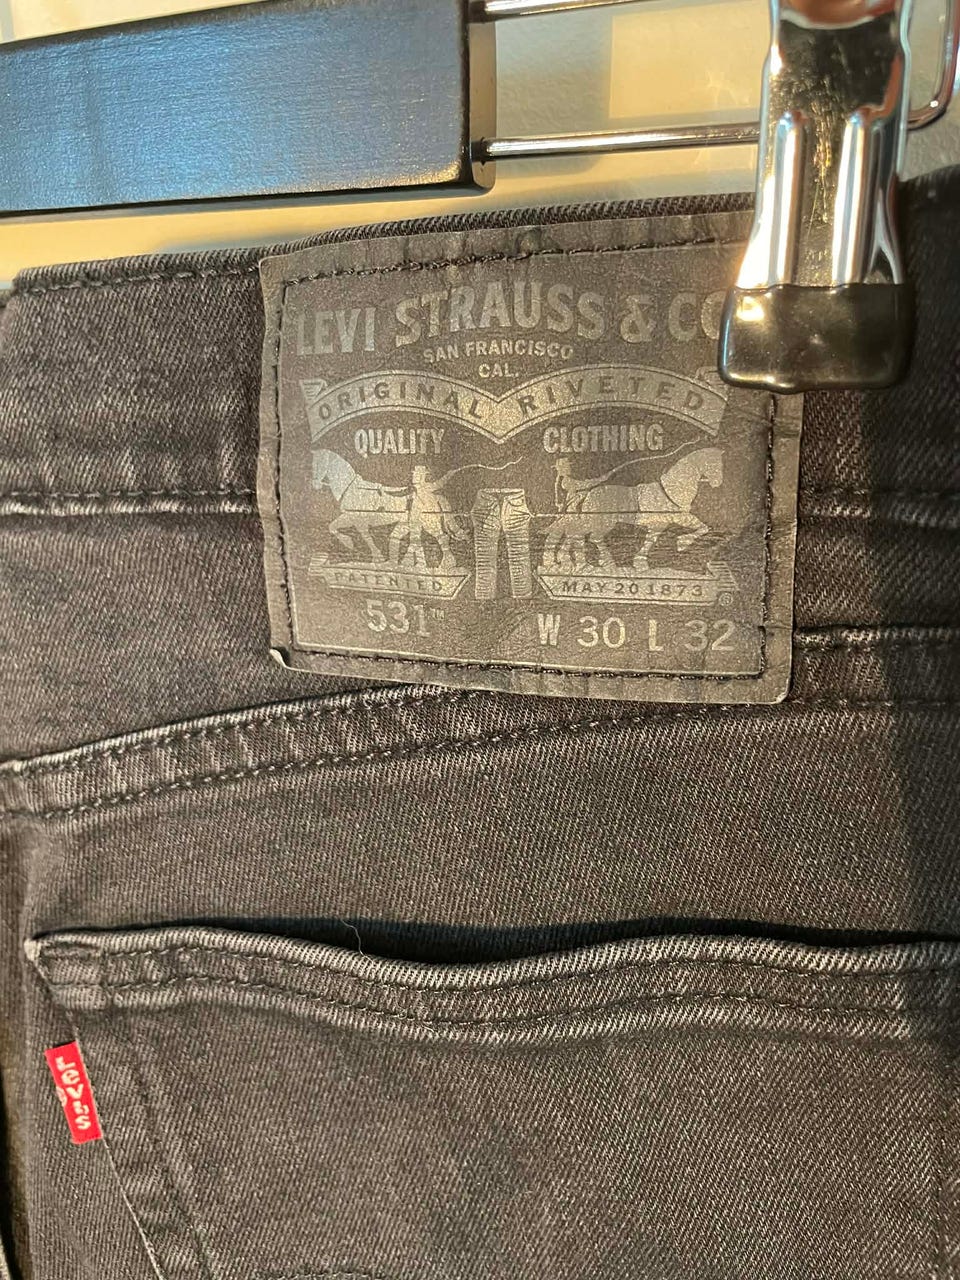 LEVI STRAUSS & CO
SAN FRANCISCO
CAL.
ORIGINAL RIVETED
QUALITY CLOTHING
PATENTED MAY 20 1873 ®
531™ W 30 L 32
LEVI'S
®